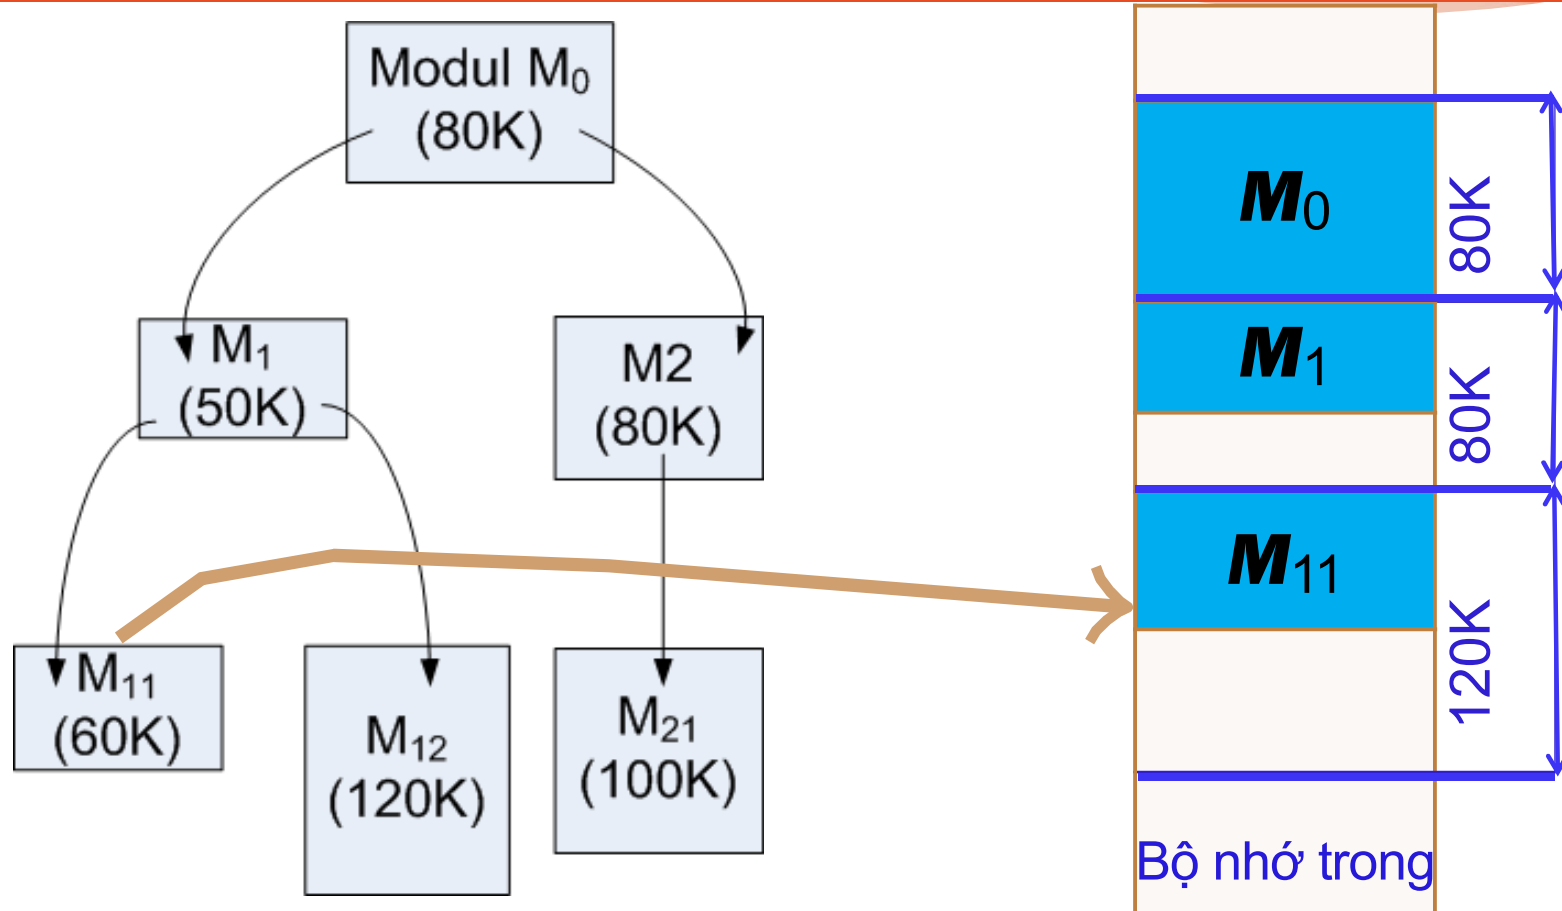 Modul M₀
(80K)
M₁
(50K)
M2
(80K)
M₁₁
(60K)
M₁₂
(120K)
M₂₁
(100K)
M₀
80K
M₁
80K
M₁₁
120K
Bộ nhớ trong